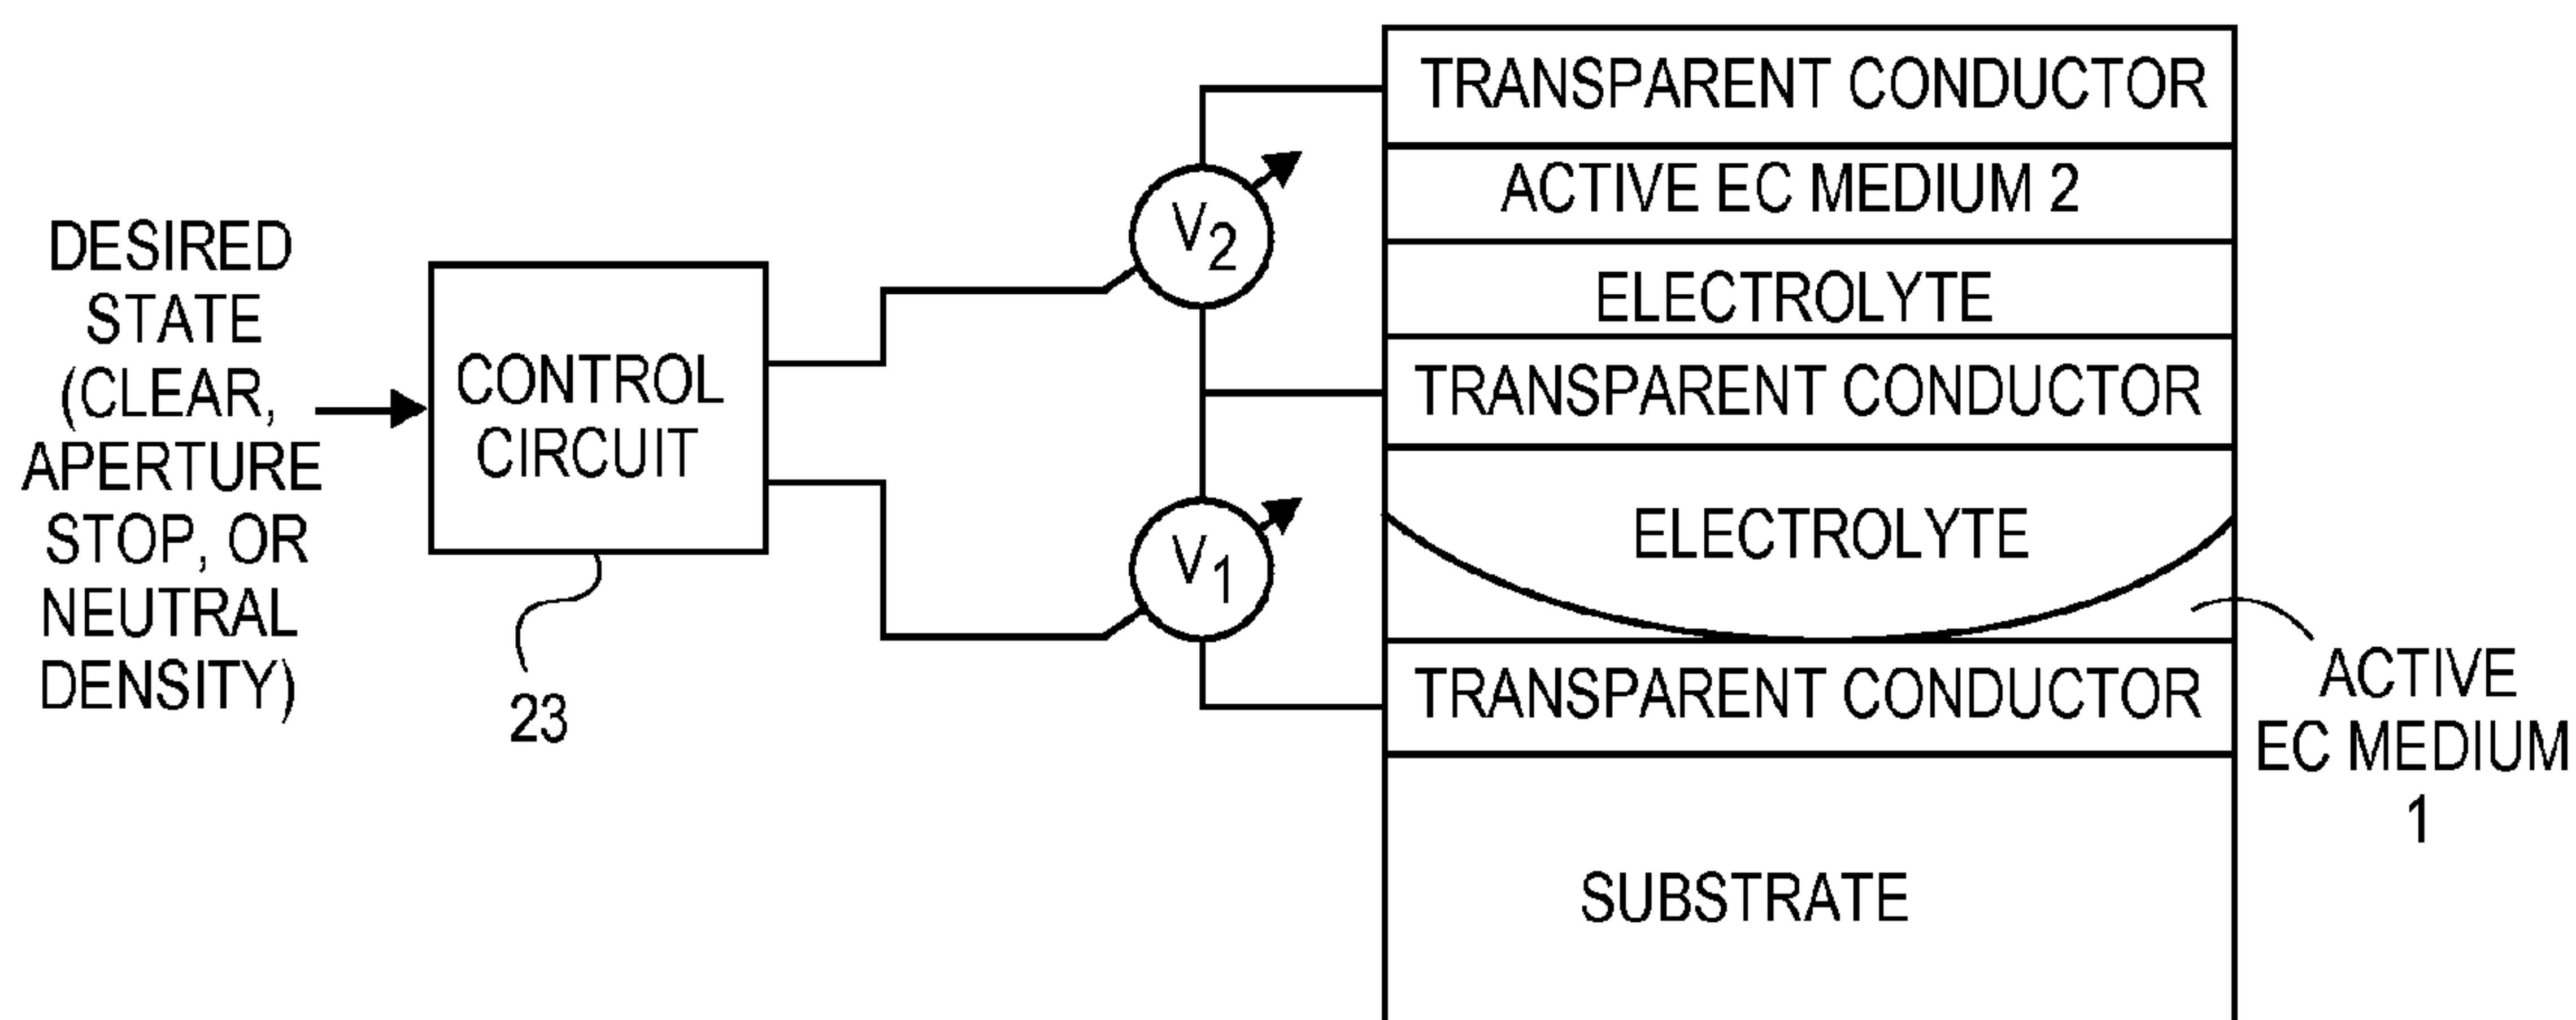 DESIRED
STATE
(CLEAR,
APERTURE
STOP, OR
NEUTRAL
DENSITY)
CONTROL
CIRCUIT
23
V2
V1
TRANSPARENT CONDUCTOR
ACTIVE EC MEDIUM 2
ELECTROLYTE
TRANSPARENT CONDUCTOR
ELECTROLYTE
TRANSPARENT CONDUCTOR
SUBSTRATE
ACTIVE
EC MEDIUM
1